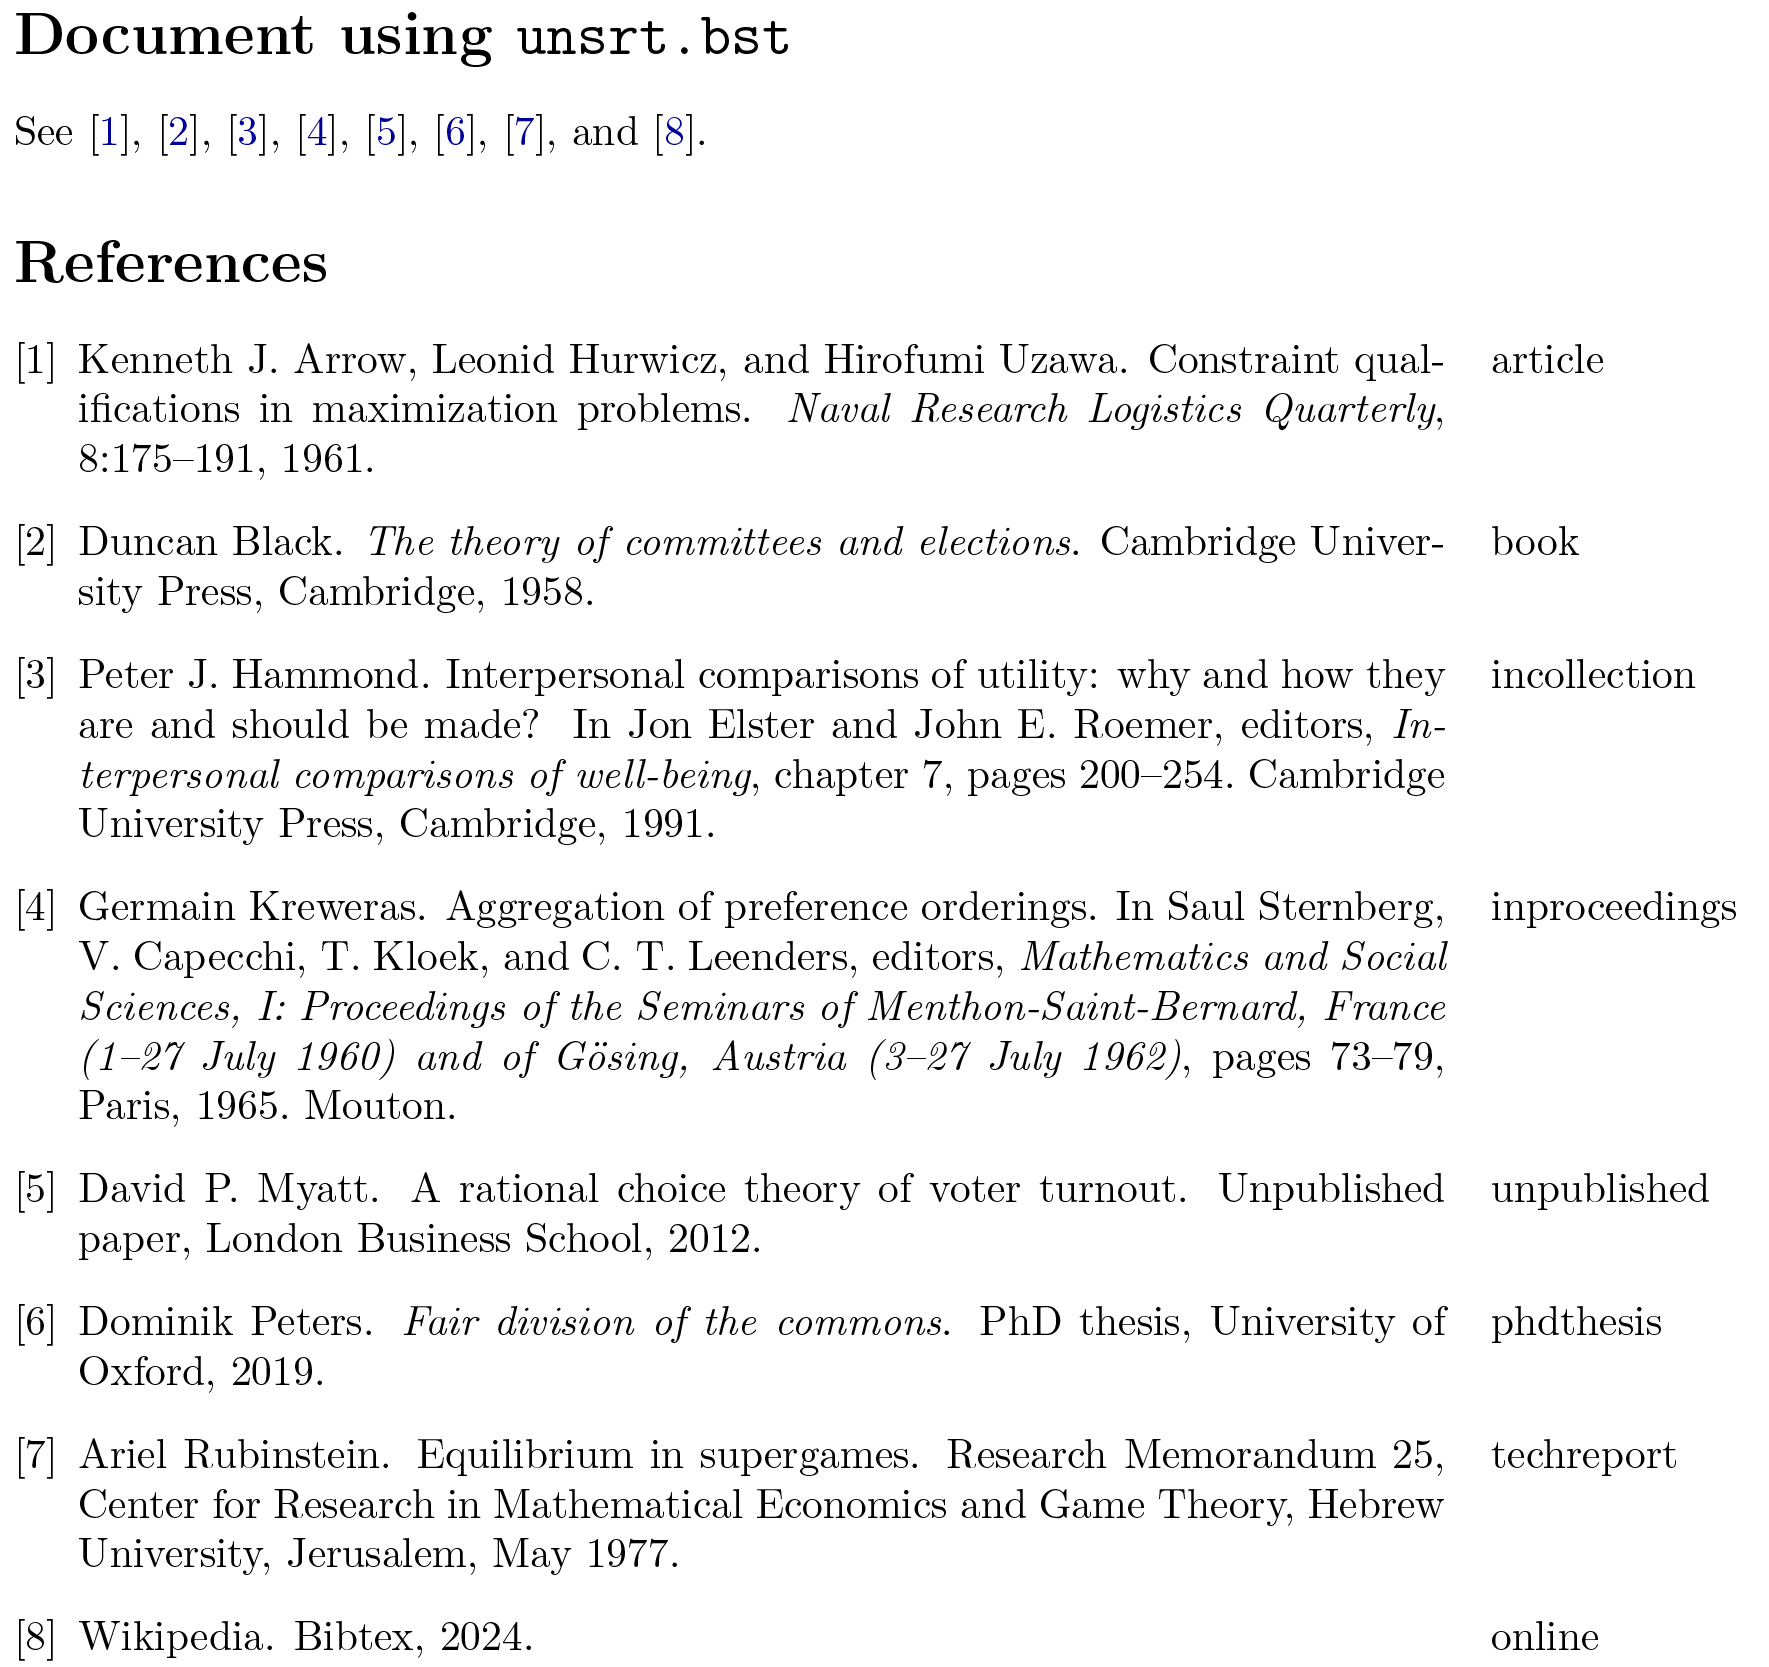 Document using unsrt.bst
See [1], [2], [3], [4], [5], [6], [7], and [8].
References
[1] Kenneth J. Arrow, Leonid Hurwicz, and Hirofumi Uzawa. Constraint qual- article
ifications in maximization problems. Naval Research Logistics Quarterly,
8:175–191, 1961.
[2] Duncan Black. The theory of committees and elections. Cambridge Univer- book
sity Press, Cambridge, 1958.
[3] Peter J. Hammond. Interpersonal comparisons of utility: why and how they incollection
are and should be made? In Jon Elster and John E. Roemer, editors, In-
terpersonal comparisons of well-being, chapter 7, pages 200–254. Cambridge
University Press, Cambridge, 1991.
[4] Germain Kreweras. Aggregation of preference orderings. In Saul Sternberg, inproceedings
V. Capecchi, T. Kloek, and C. T. Leenders, editors, Mathematics and Social
Sciences, I: Proceedings of the Seminars of Menthon-Saint-Bernard, France
(1–27 July 1960) and of Gösing, Austria (3–27 July 1962), pages 73–79,
Paris, 1965. Mouton.
[5] David P. Myatt. A rational choice theory of voter turnout. Unpublished unpublished
paper, London Business School, 2012.
[6] Dominik Peters. Fair division of the commons. PhD thesis, University of phdthesis
Oxford, 2019.
[7] Ariel Rubinstein. Equilibrium in supergames. Research Memorandum 25, techreport
Center for Research in Mathematical Economics and Game Theory, Hebrew
University, Jerusalem, May 1977.
[8] Wikipedia. Bibtex, 2024. online